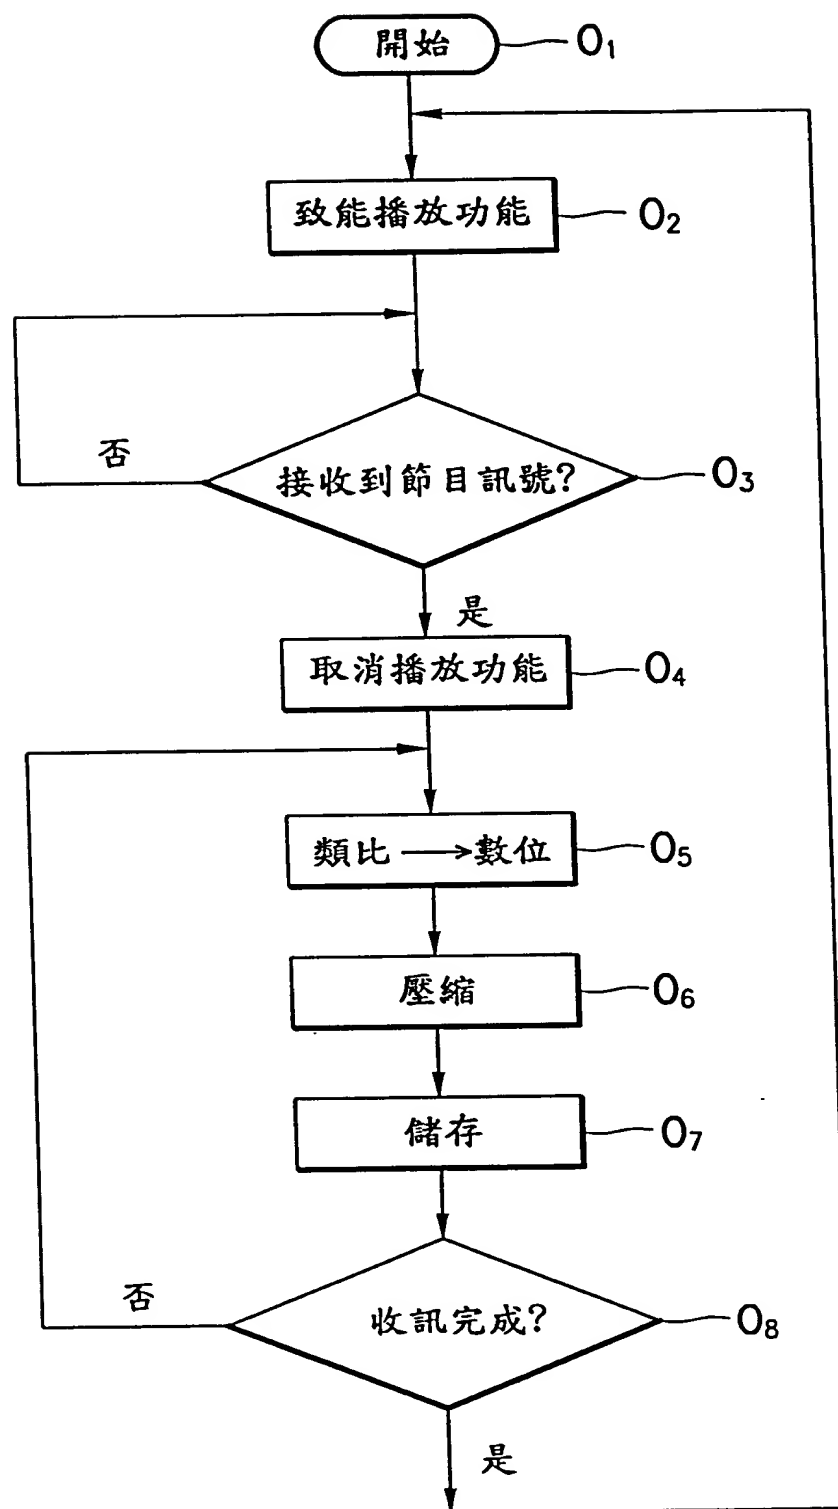 開始 O₁
致能播放功能 O₂
否
接收到節目訊號? O₃
是
取消播放功能 O₄
類比 → 數位 O₅
壓縮 O₆
儲存 O₇
否
收訊完成? O₈
是